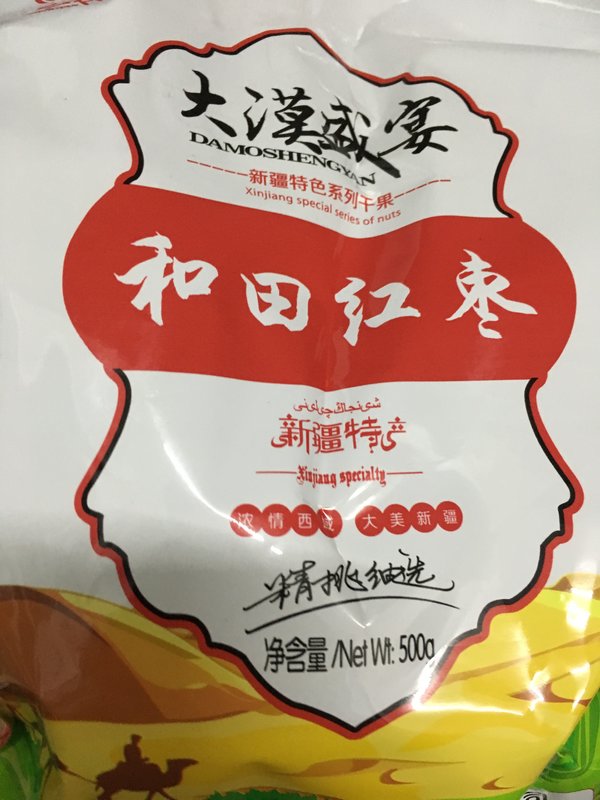 大漠盛宴
DAMOSHENGYAN
新疆特色系列干果
Xinjiang special series of nuts
和田红枣
新疆特产
Xinjiang specialty
浓情西域 大美新疆
精挑细选
净含量/Net Wt: 500g